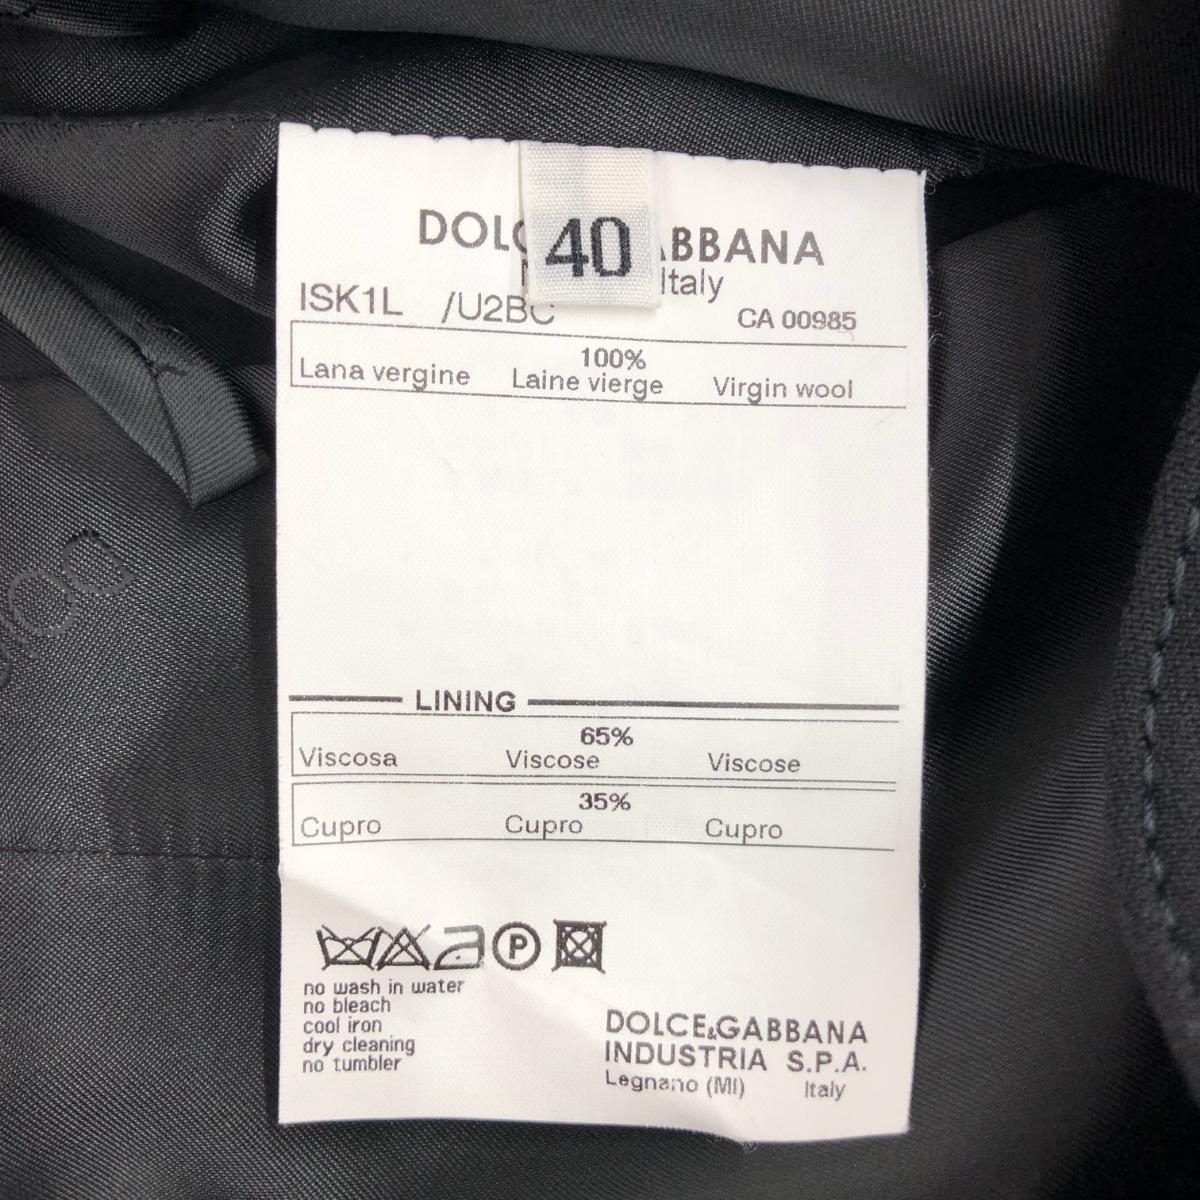 40
ISK1L /U2BC
Italy
CA 00985
100%
Lana vergine Laine vierge Virgin wool
LINING
65%
Viscosa Viscose Viscose
35%
Cupro Cupro Cupro
P
no wash in water
no bleach
cool iron
dry cleaning
no tumbler
DOLCE&GABBANA
INDUSTRIA S.P.A.
Legnano (MI) Italy